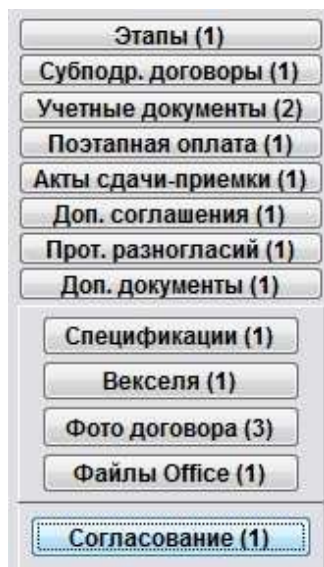 Этапы (1)
Субподр. договоры (1)
Учетные документы (2)
Поэтапная оплата (1)
Акты сдачи-приемки (1)
Доп. соглашения (1)
Прот. разногласий (1)
Доп. документы (1)
Спецификации (1)
Векселя (1)
Фото договора (3)
Файлы Office (1)
Согласование (1)